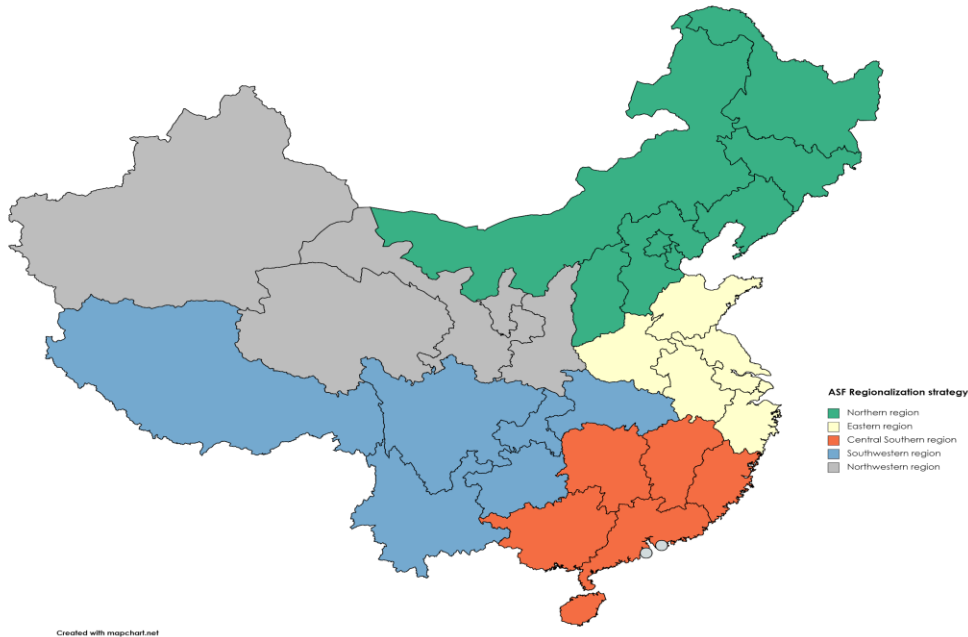 ASF Regionalization strategy
Northern region
Eastern region
Central Southern region
Southwestern region
Northwestern region
Created with mapchart.net